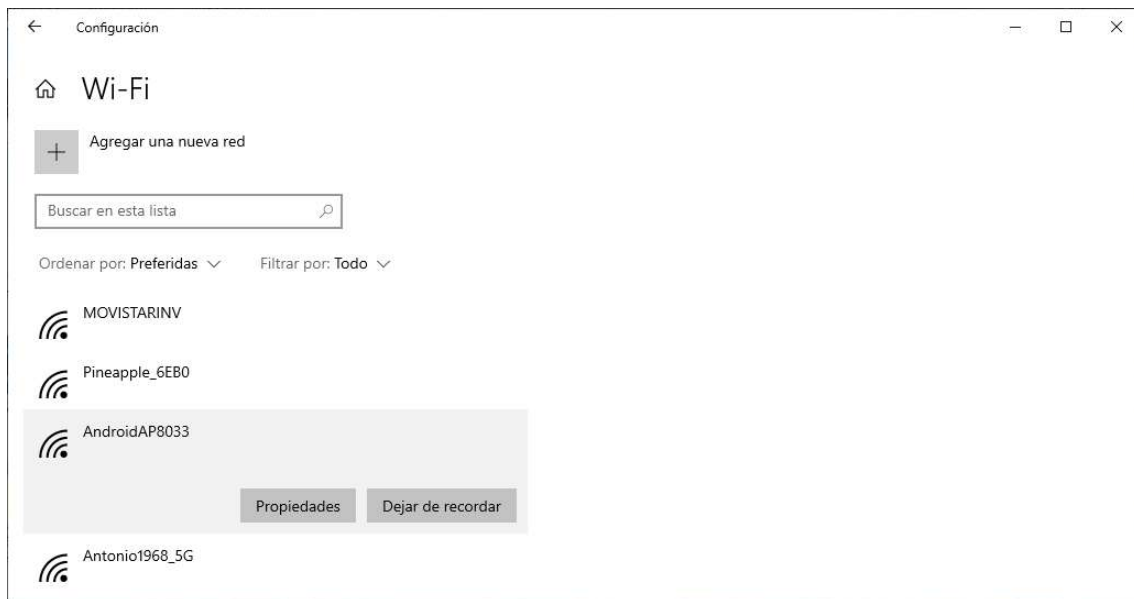 Configuración
Wi-Fi
Agregar una nueva red
Buscar en esta lista
Ordenar por: Preferidas Filtrar por: Todo
MOVISTARINV
Pineapple_6EB0
AndroidAP8033
Propiedades Dejar de recordar
Antonio1968_5G